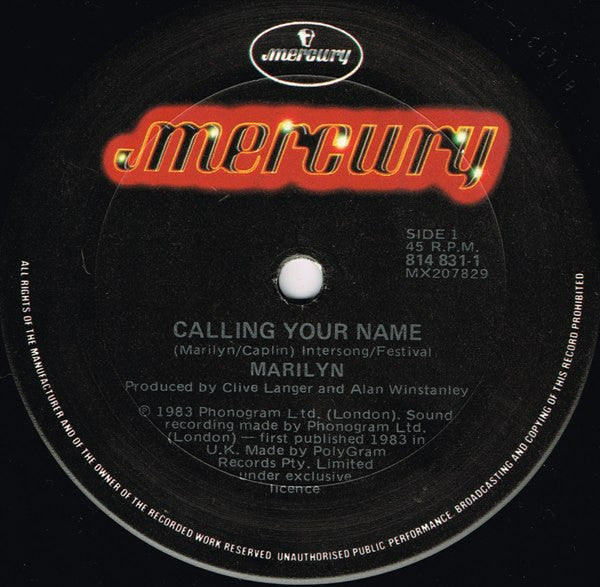 mercury
mercury
SIDE 1
45 R.P.M.
814 831-1
MX207829
CALLING YOUR NAME
(Marilyn/Caplin) Intersong/Festival
MARILYN
Produced by Clive Langer and Alan Winstanley
℗ 1983 Phonogram Ltd. (London). Sound
recording made by Phonogram Ltd.
(London) — first published 1983 in
U.K. Made by PolyGram
Records Pty. Limited
under exclusive
licence
ALL RIGHTS OF THE MANUFACTURER AND OF THE OWNER OF THE RECORDED WORK RESERVED. UNAUTHORISED PUBLIC PERFORMANCE, BROADCASTING AND COPYING OF THIS RECORD PROHIBITED